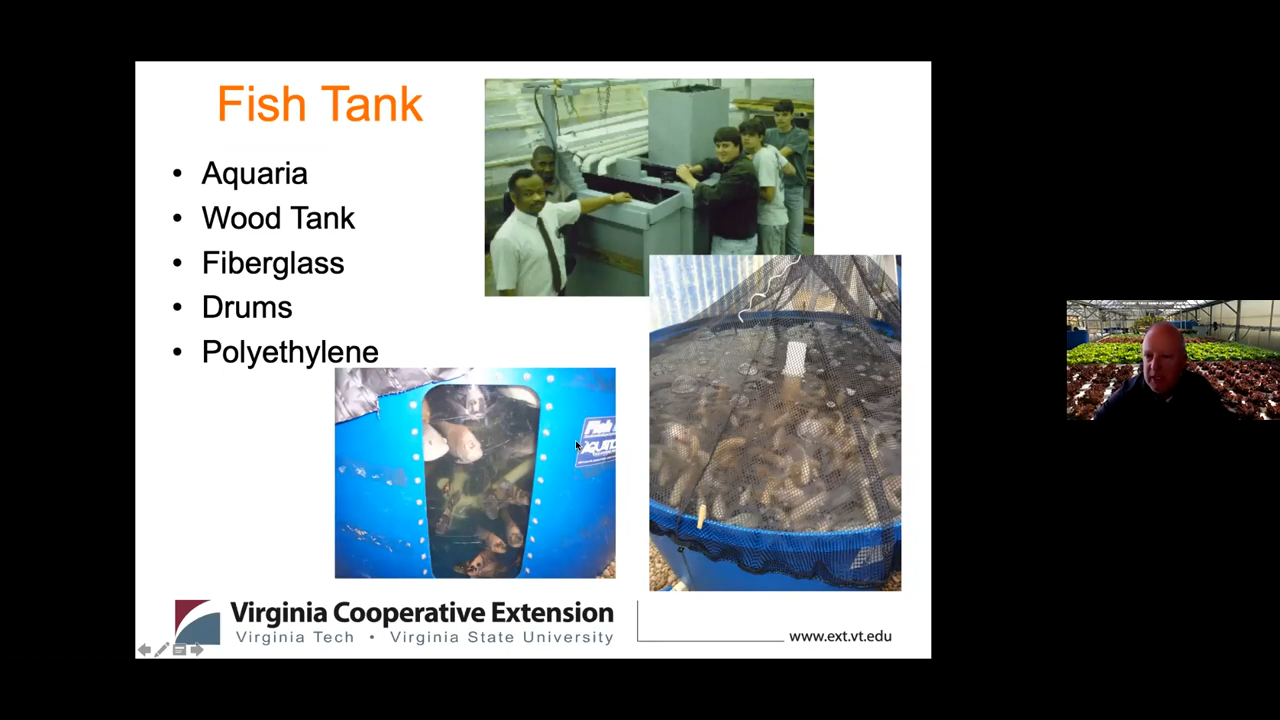 Fish Tank
• Aquaria
• Wood Tank
• Fiberglass
• Drums
• Polyethylene
Fish
Virginia Cooperative Extension
Virginia Tech • Virginia State University
www.ext.vt.edu